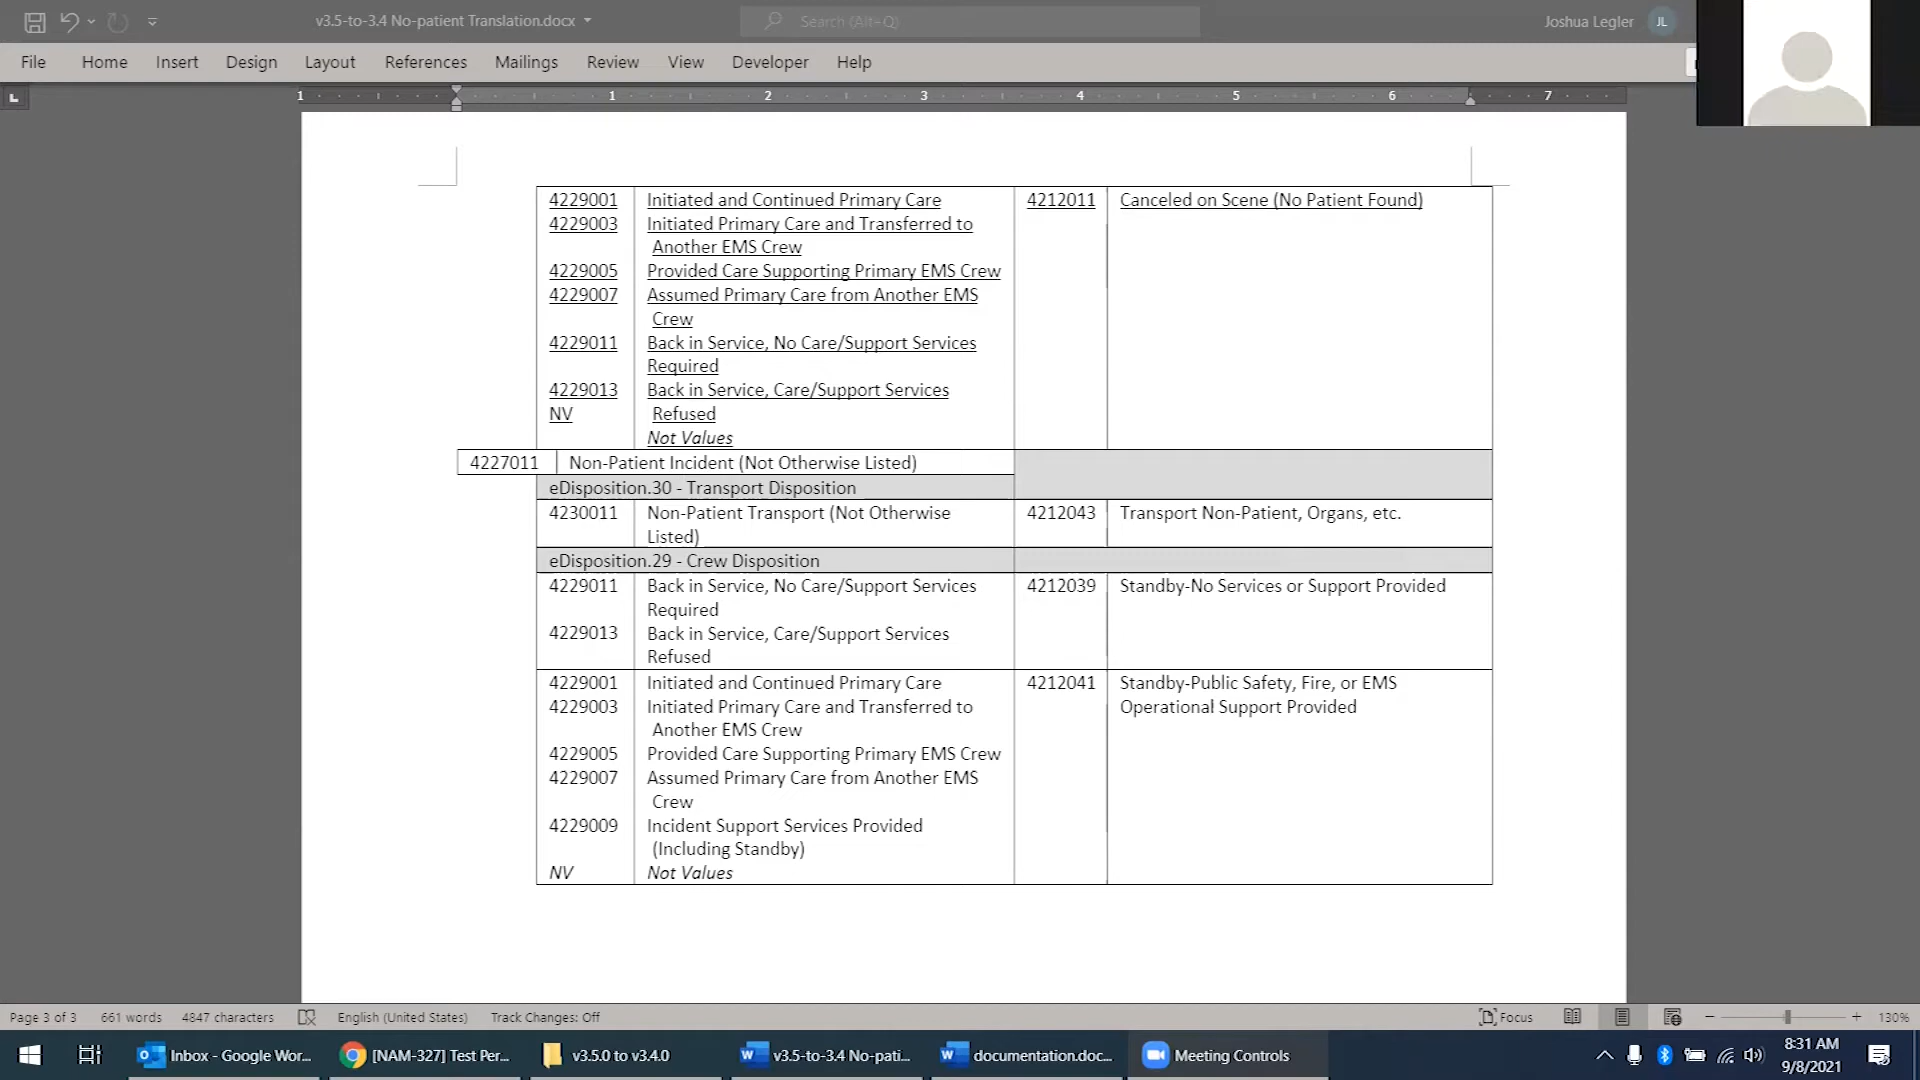 v3.5-to-3.4 No-patient Translation.docx
Search (Alt+Q)
Joshua Legler
JL
File Home Insert Design Layout References Mailings Review View Developer Help
1 1 2 3 4 5 6 7
4229001 Initiated and Continued Primary Care 4212011 Canceled on Scene (No Patient Found)
4229003 Initiated Primary Care and Transferred to
Another EMS Crew
4229005 Provided Care Supporting Primary EMS Crew
4229007 Assumed Primary Care from Another EMS
Crew
4229011 Back in Service, No Care/Support Services
Required
4229013 Back in Service, Care/Support Services
NV Refused
Not Values
4227011 Non-Patient Incident (Not Otherwise Listed)
eDisposition.30 - Transport Disposition
4230011 Non-Patient Transport (Not Otherwise 4212043 Transport Non-Patient, Organs, etc.
Listed)
eDisposition.29 - Crew Disposition
4229011 Back in Service, No Care/Support Services 4212039 Standby-No Services or Support Provided
Required
4229013 Back in Service, Care/Support Services
Refused
4229001 Initiated and Continued Primary Care 4212041 Standby-Public Safety, Fire, or EMS
4229003 Initiated Primary Care and Transferred to Operational Support Provided
Another EMS Crew
4229005 Provided Care Supporting Primary EMS Crew
4229007 Assumed Primary Care from Another EMS
Crew
4229009 Incident Support Services Provided
(Including Standby)
NV Not Values
Page 3 of 3 661 words 4847 characters English (United States) Track Changes: Off Focus 130%
Inbox - Google Wor... [NAM-327] Test Per... v3.5.0 to v3.4.0 v3.5-to-3.4 No-pati... documentation.doc... Meeting Controls 8:31 AM
9/8/2021